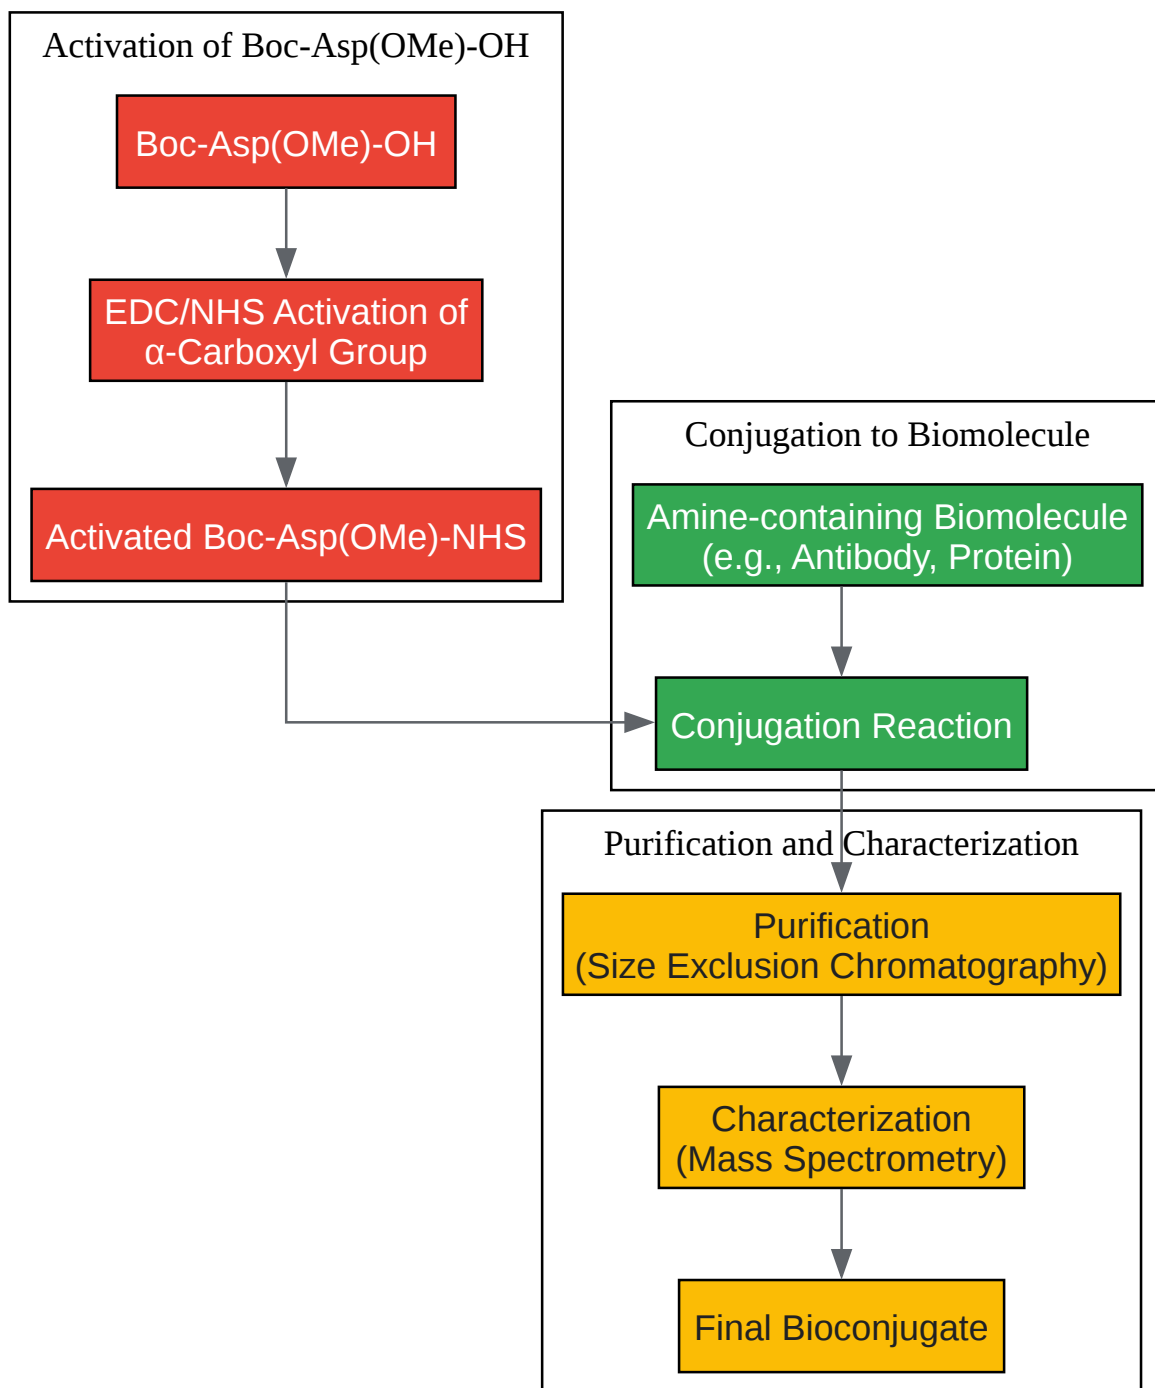 Activation of Boc-Asp(OMe)-OH
Boc-Asp(OMe)-OH
EDC/NHS Activation of
α-Carboxyl Group
Activated Boc-Asp(OMe)-NHS
Conjugation to Biomolecule
Amine-containing Biomolecule
(e.g., Antibody, Protein)
Conjugation Reaction
Purification and Characterization
Purification
(Size Exclusion Chromatography)
Characterization
(Mass Spectrometry)
Final Bioconjugate